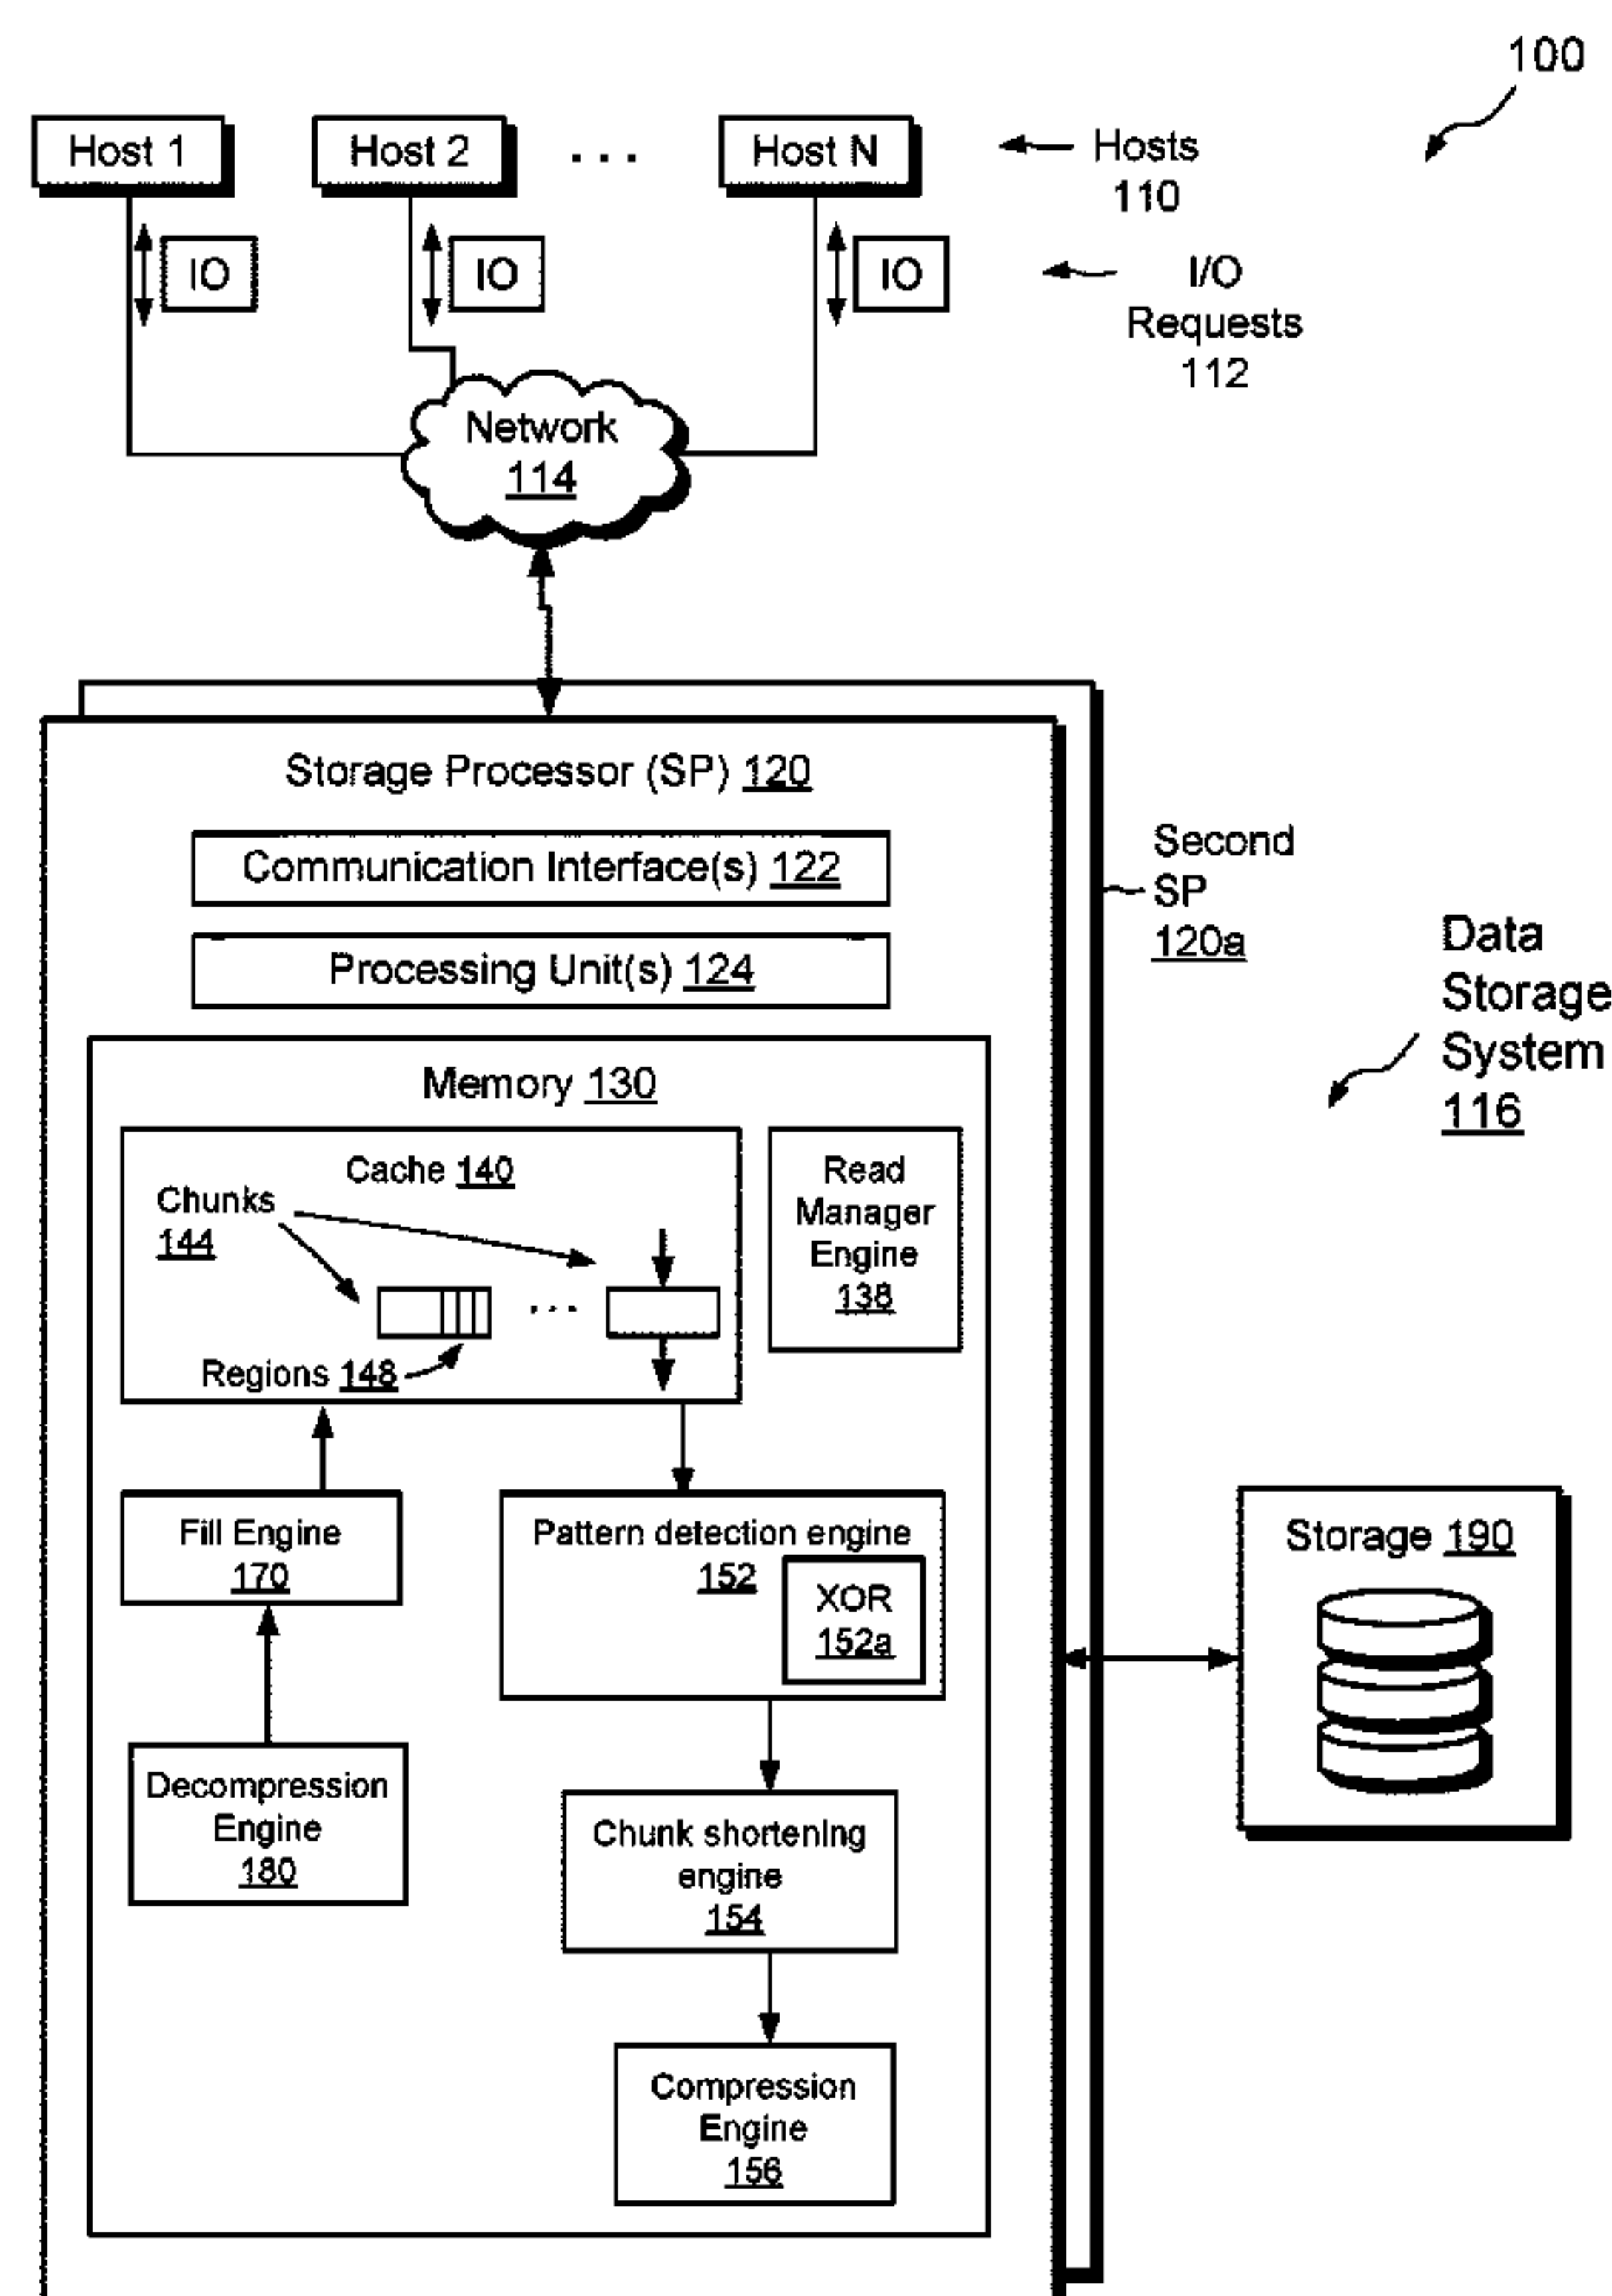 100
Host 1
Host 2
...
Host N
Hosts
110
IO
IO
IO
I/O
Requests
112
Network
114
Storage Processor (SP) 120
Communication Interface(s) 122
Processing Unit(s) 124
Second
SP
120a
Data
Storage
System
116
Memory 130
Cache 140
Chunks
144
...
Regions 148
Read
Manager
Engine
138
Fill Engine
170
Pattern detection engine
152
XOR
152a
Storage 190
Decompression
Engine
180
Chunk shortening
engine
154
Compression
Engine
156